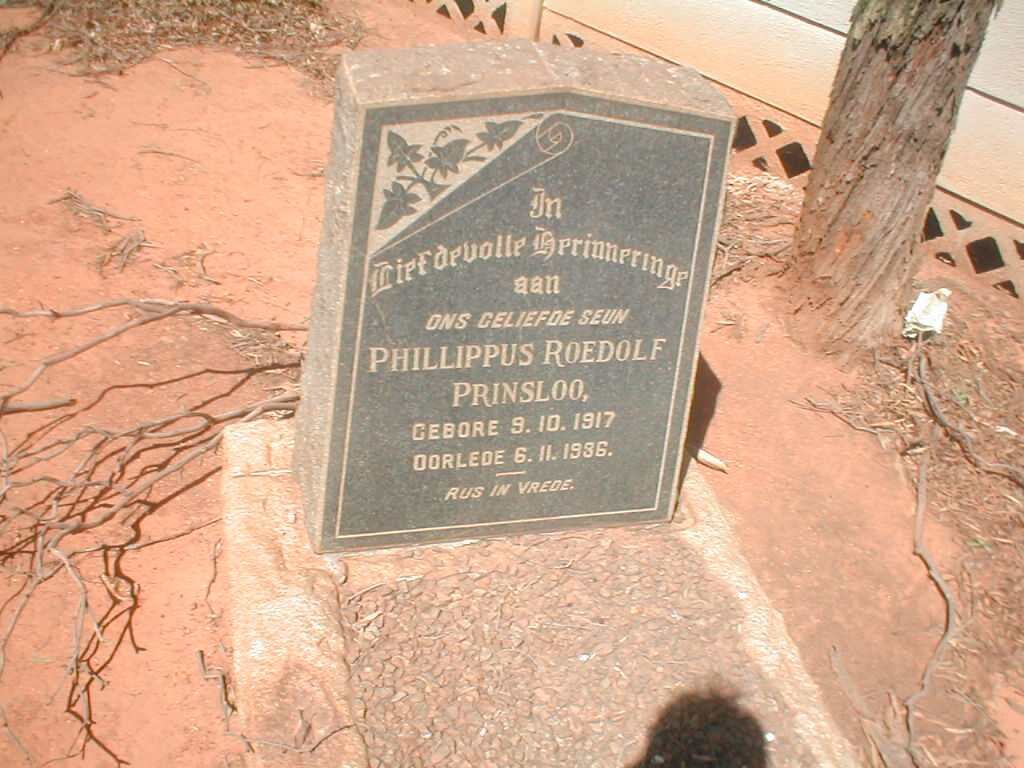 In
Liefdevolle Herinneringe
aan
ONS GELIEFDE SEUN
PHILLIPPUS ROEDOLF
PRINSLOO,
GEBORE 9.10.1917
OORLEDE 6.11.1936.
RUS IN VREDE.